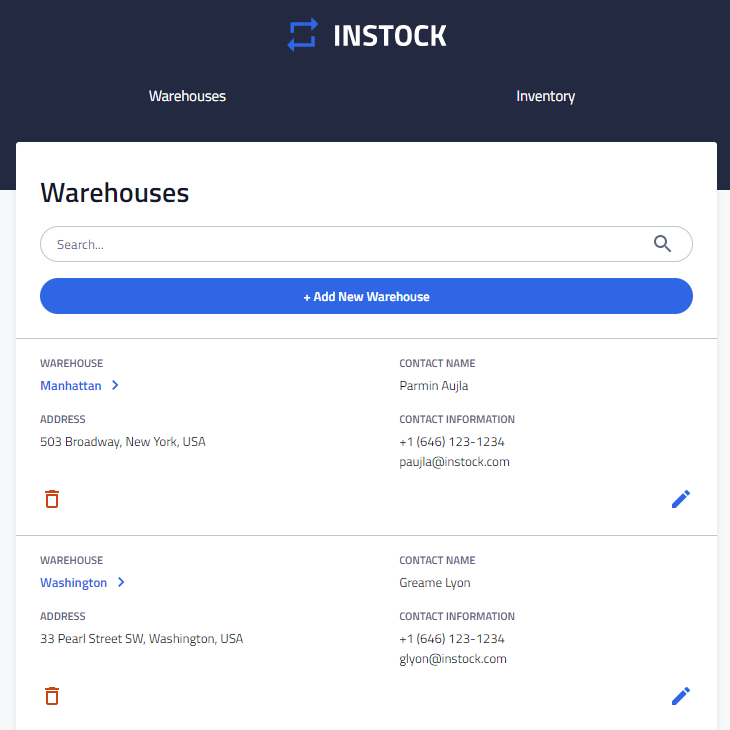 INSTOCK
Warehouses
Inventory
Warehouses
Search...
+ Add New Warehouse
WAREHOUSE
Manhattan
CONTACT NAME
Parmin Aujla
ADDRESS
503 Broadway, New York, USA
CONTACT INFORMATION
+1 (646) 123-1234
paujla@instock.com
WAREHOUSE
Washington
CONTACT NAME
Greame Lyon
ADDRESS
33 Pearl Street SW, Washington, USA
CONTACT INFORMATION
+1 (646) 123-1234
glyon@instock.com